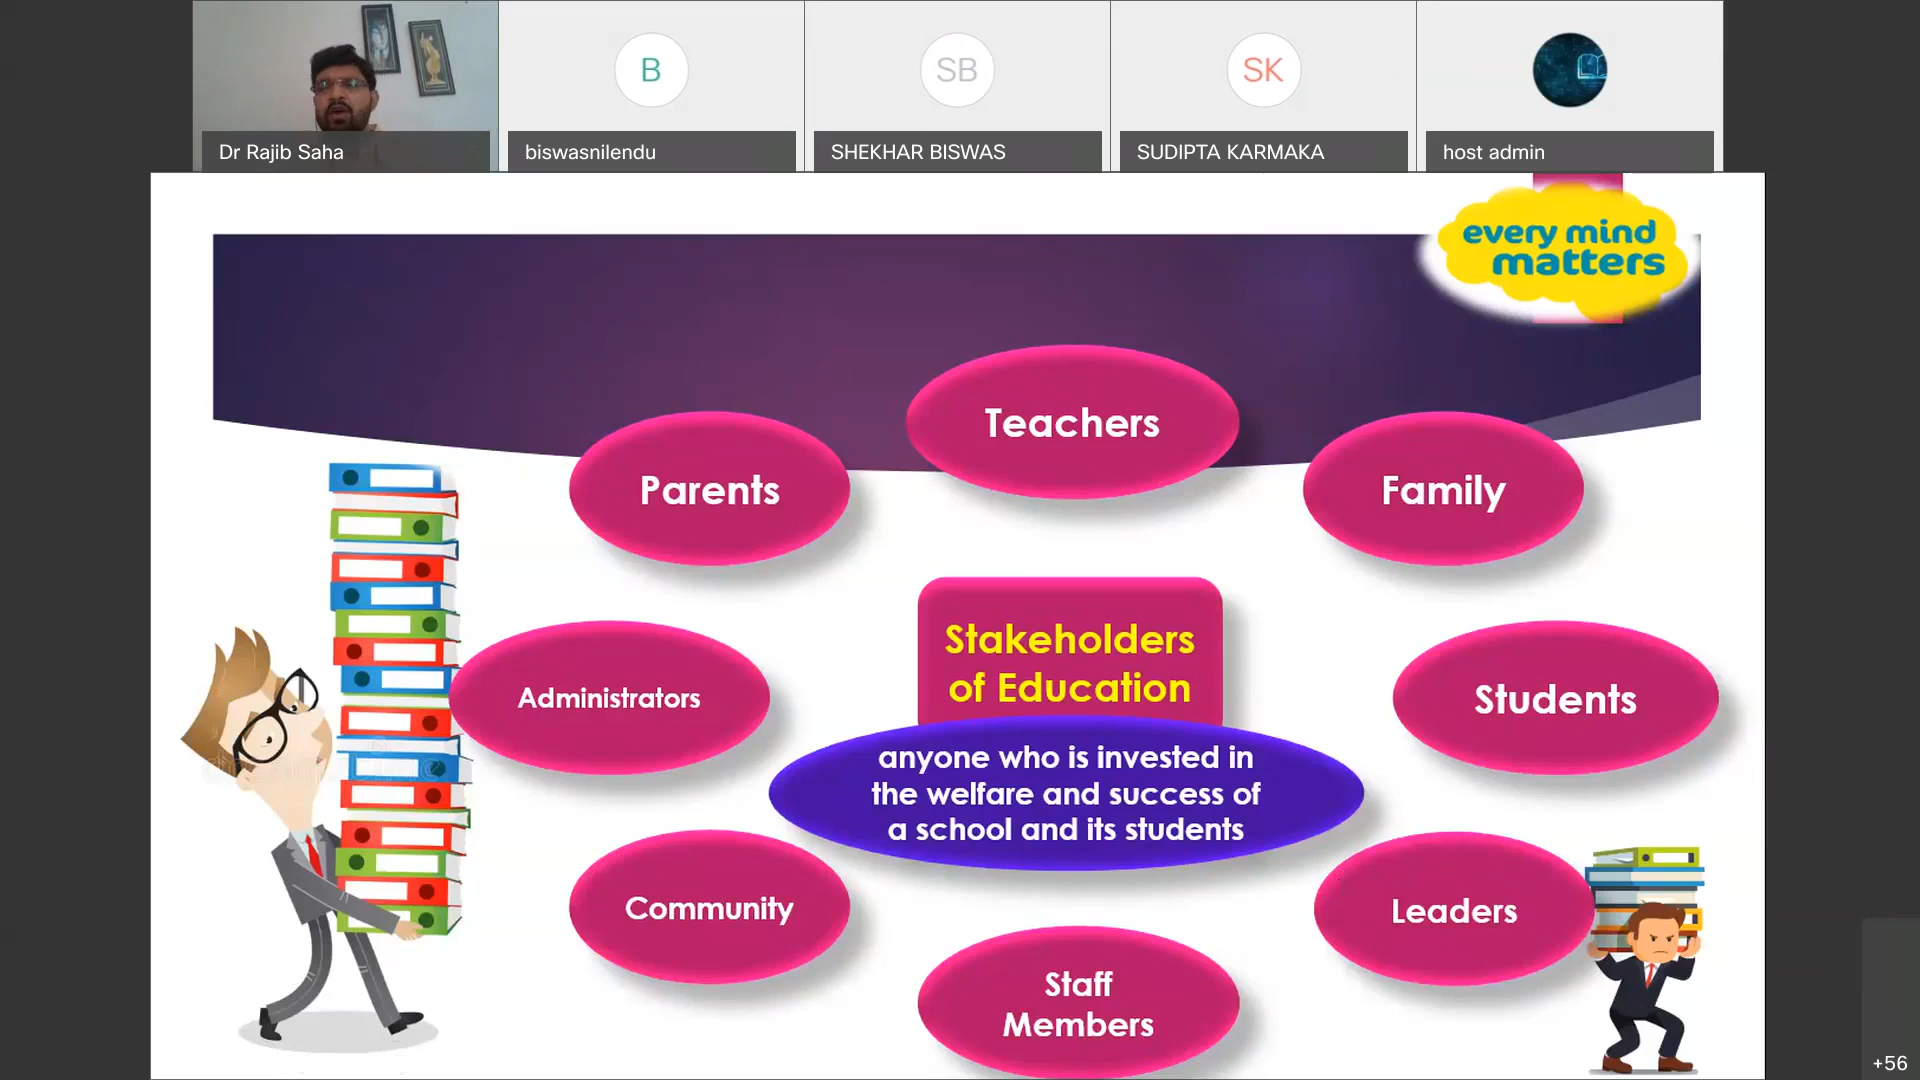 B
SB
SK
Dr Rajib Saha
biswasnilendu
SHEKHAR BISWAS
SUDIPTA KARMAKA
host admin
every mind
matters
Teachers
Parents
Family
Stakeholders
of Education
Administrators
Students
anyone who is invested in
the welfare and success of
a school and its students
Community
Leaders
Staff
Members
+56